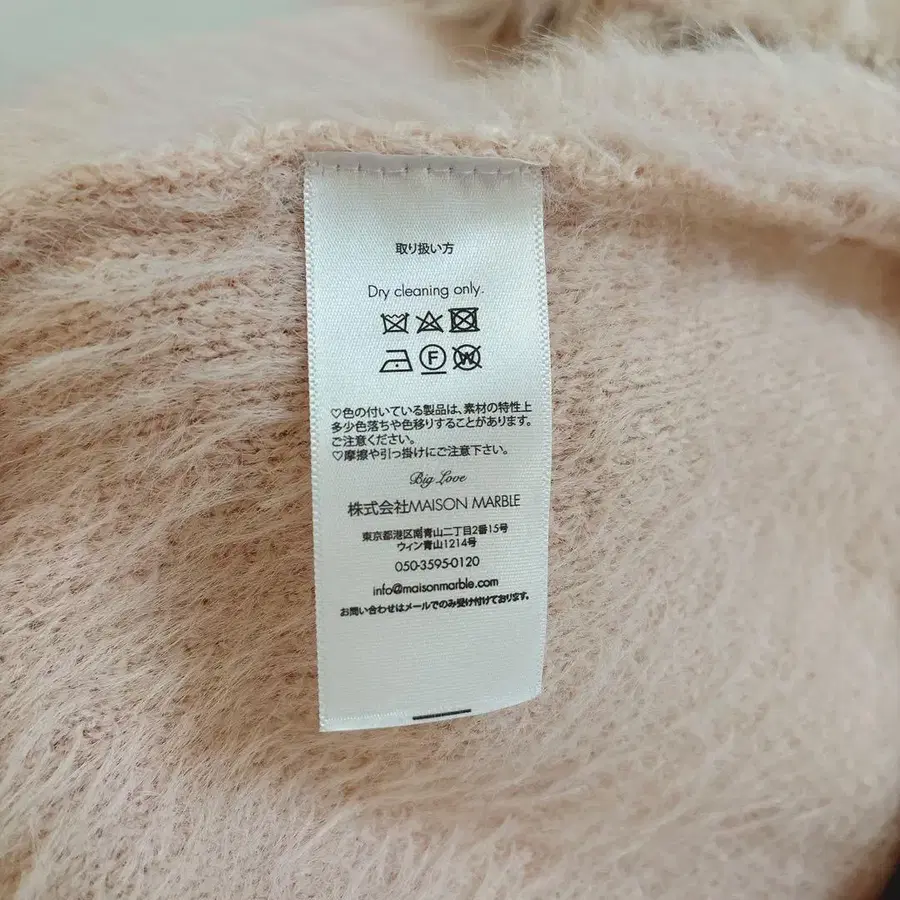 取り扱い方
Dry cleaning only.
F W
♡色の付いている製品は、素材の特性上
多少色落ちや色移りすることがあります。
ご注意ください。
♡摩擦や引っ掛けにご注意下さい。
Big Love
株式会社MAISON MARBLE
東京都港区南青山二丁目2番15号
ウィン青山1214号
050-3595-0120
info@maisonmarble.com
お問い合わせはメールでのみ受け付けております。